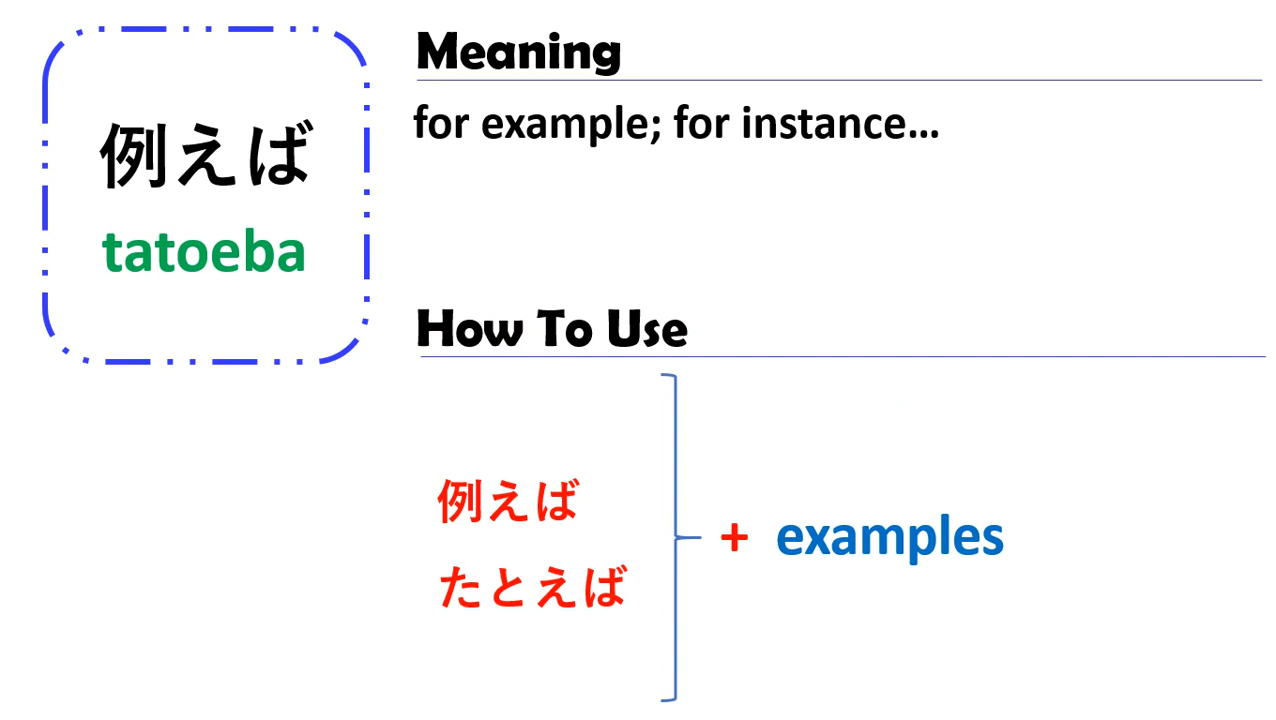 例えば
tatoeba
Meaning
for example; for instance…
How To Use
例えば
たとえば
+ examples